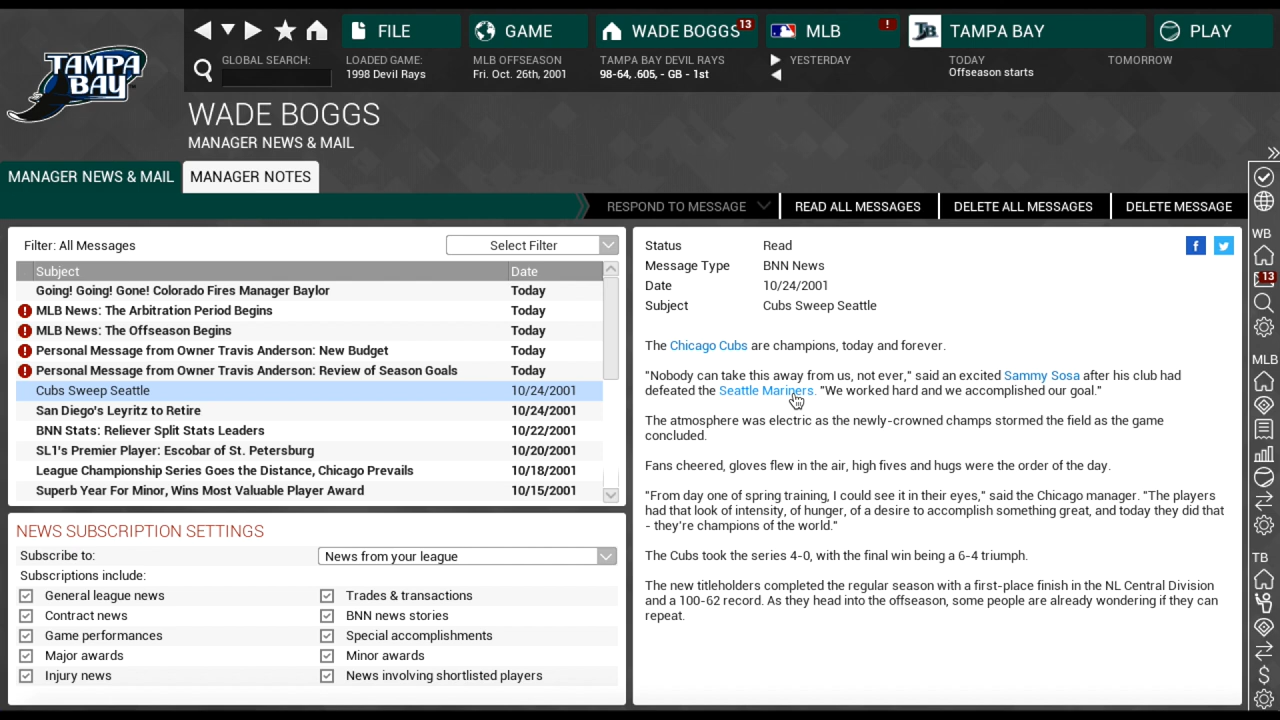 TAMPA BAY
FILE
GAME
WADE BOGGS 13
MLB !
TAMPA BAY
PLAY
GLOBAL SEARCH:
LOADED GAME:
1998 Devil Rays
MLB OFFSEASON
Fri. Oct. 26th, 2001
TAMPA BAY DEVIL RAYS
98-64, .605, - GB - 1st
YESTERDAY
TODAY
Offseason starts
TOMORROW
WADE BOGGS
MANAGER NEWS & MAIL
MANAGER NEWS & MAIL
MANAGER NOTES
RESPOND TO MESSAGE
READ ALL MESSAGES
DELETE ALL MESSAGES
DELETE MESSAGE
Filter: All Messages
Select Filter
Subject Date
Going! Going! Gone! Colorado Fires Manager Baylor Today
MLB News: The Arbitration Period Begins Today
MLB News: The Offseason Begins Today
Personal Message from Owner Travis Anderson: New Budget Today
Personal Message from Owner Travis Anderson: Review of Season Goals Today
Cubs Sweep Seattle 10/24/2001
San Diego's Leyritz to Retire 10/24/2001
BNN Stats: Reliever Split Stats Leaders 10/22/2001
SL1's Premier Player: Escobar of St. Petersburg 10/20/2001
League Championship Series Goes the Distance, Chicago Prevails 10/18/2001
Superb Year For Minor, Wins Most Valuable Player Award 10/15/2001
NEWS SUBSCRIPTION SETTINGS
Subscribe to: News from your league
Subscriptions include:
General league news Trades & transactions
Contract news BNN news stories
Game performances Special accomplishments
Major awards Minor awards
Injury news News involving shortlisted players
Status Read
Message Type BNN News
Date 10/24/2001
Subject Cubs Sweep Seattle
The Chicago Cubs are champions, today and forever.
"Nobody can take this away from us, not ever," said an excited Sammy Sosa after his club had
defeated the Seattle Mariners. "We worked hard and we accomplished our goal."
The atmosphere was electric as the newly-crowned champs stormed the field as the game
concluded.
Fans cheered, gloves flew in the air, high fives and hugs were the order of the day.
"From day one of spring training, I could see it in their eyes," said the Chicago manager. "The players
had that look of intensity, of hunger, of a desire to accomplish something great, and today they did that
- they're champions of the world."
The Cubs took the series 4-0, with the final win being a 6-4 triumph.
The new titleholders completed the regular season with a first-place finish in the NL Central Division
and a 100-62 record. As they head into the offseason, some people are already wondering if they can
repeat.
WB
13
MLB
TB